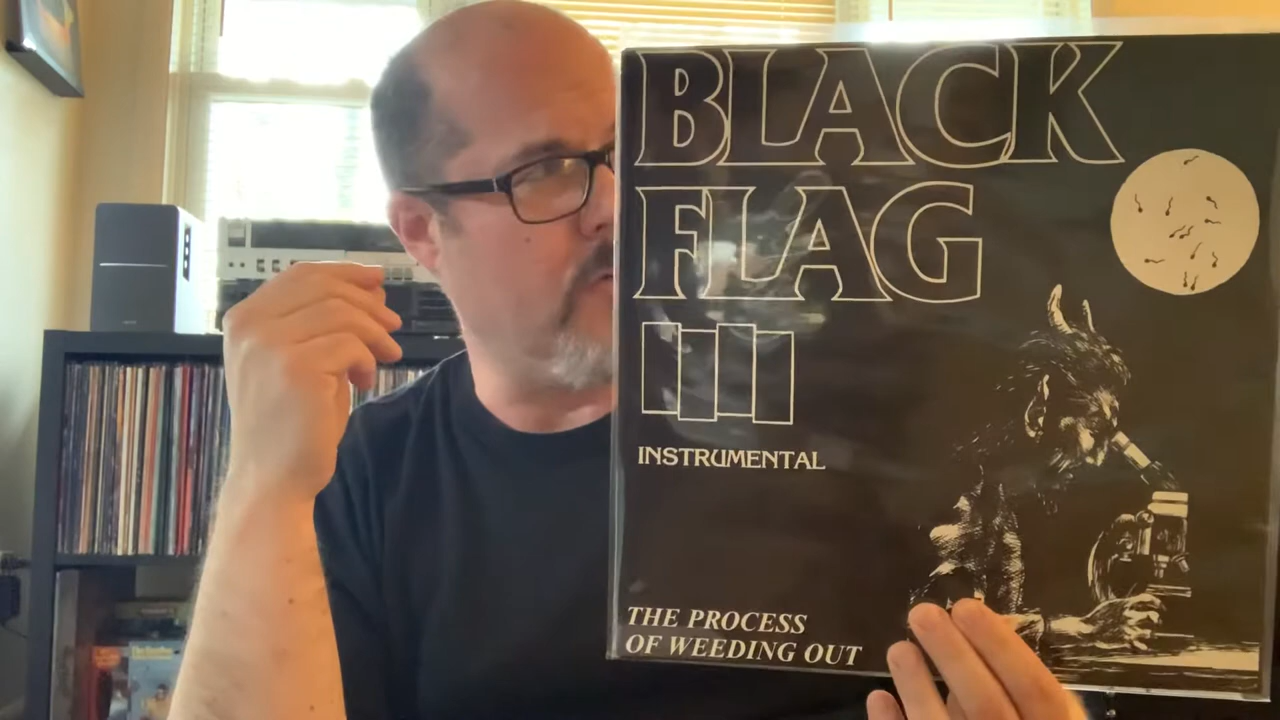 BLACK
FLAG
INSTRUMENTAL
THE PROCESS
OF WEEDING OUT